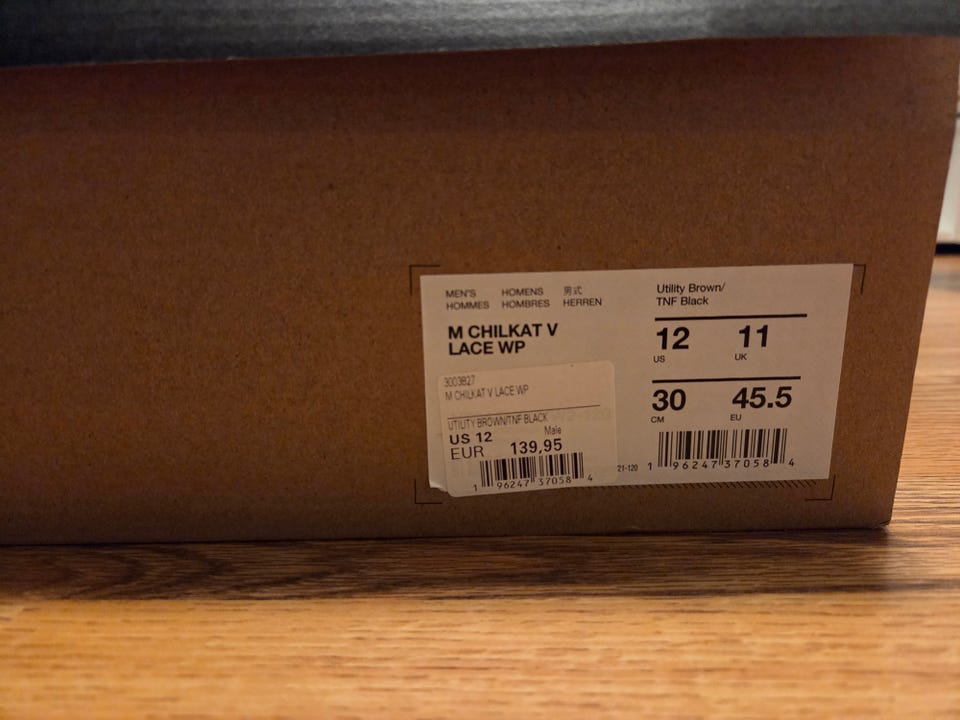 MEN'S HOMENS 男式
HOMMES HOMBRES HERREN
M CHILKAT V
LACE WP
Utility Brown/
TNF Black
12 11
US UK
30 45.5
CM EU
21-120 1 96247 37058 4
3003B27
M CHILKAT V LACE WP
UTILITY BROWN/TNF BLACK
US 12 Male
EUR 139,95
1 96247 37058 4